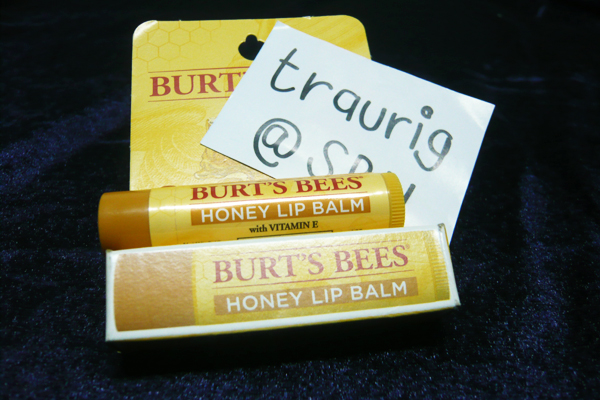 BURT'S
traurig
@
BURT'S BEES
HONEY LIP BALM
with VITAMIN E
BURT'S BEES
HONEY LIP BALM